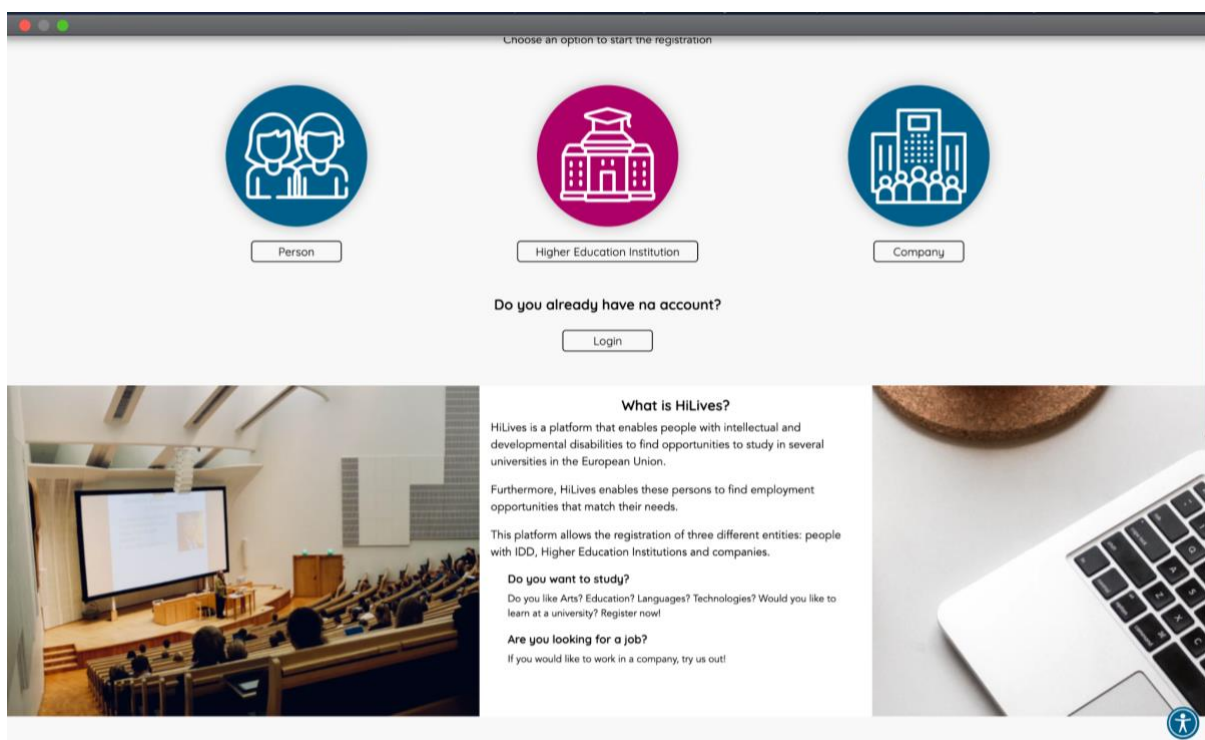 Choose an option to start the registration
Person
Higher Education Institution
Company
Do you already have na account?
Login
What is HiLives?
HiLives is a platform that enables people with intellectual and
developmental disabilities to find opportunities to study in several
universities in the European Union.
Furthermore, HiLives enables these persons to find employment
opportunities that match their needs.
This platform allows the registration of three different entities: people
with IDD, Higher Education Institutions and companies.
Do you want to study?
Do you like Arts? Education? Languages? Technologies? Would you like to
learn at a university? Register now!
Are you looking for a job?
If you would like to work in a company, try us out!